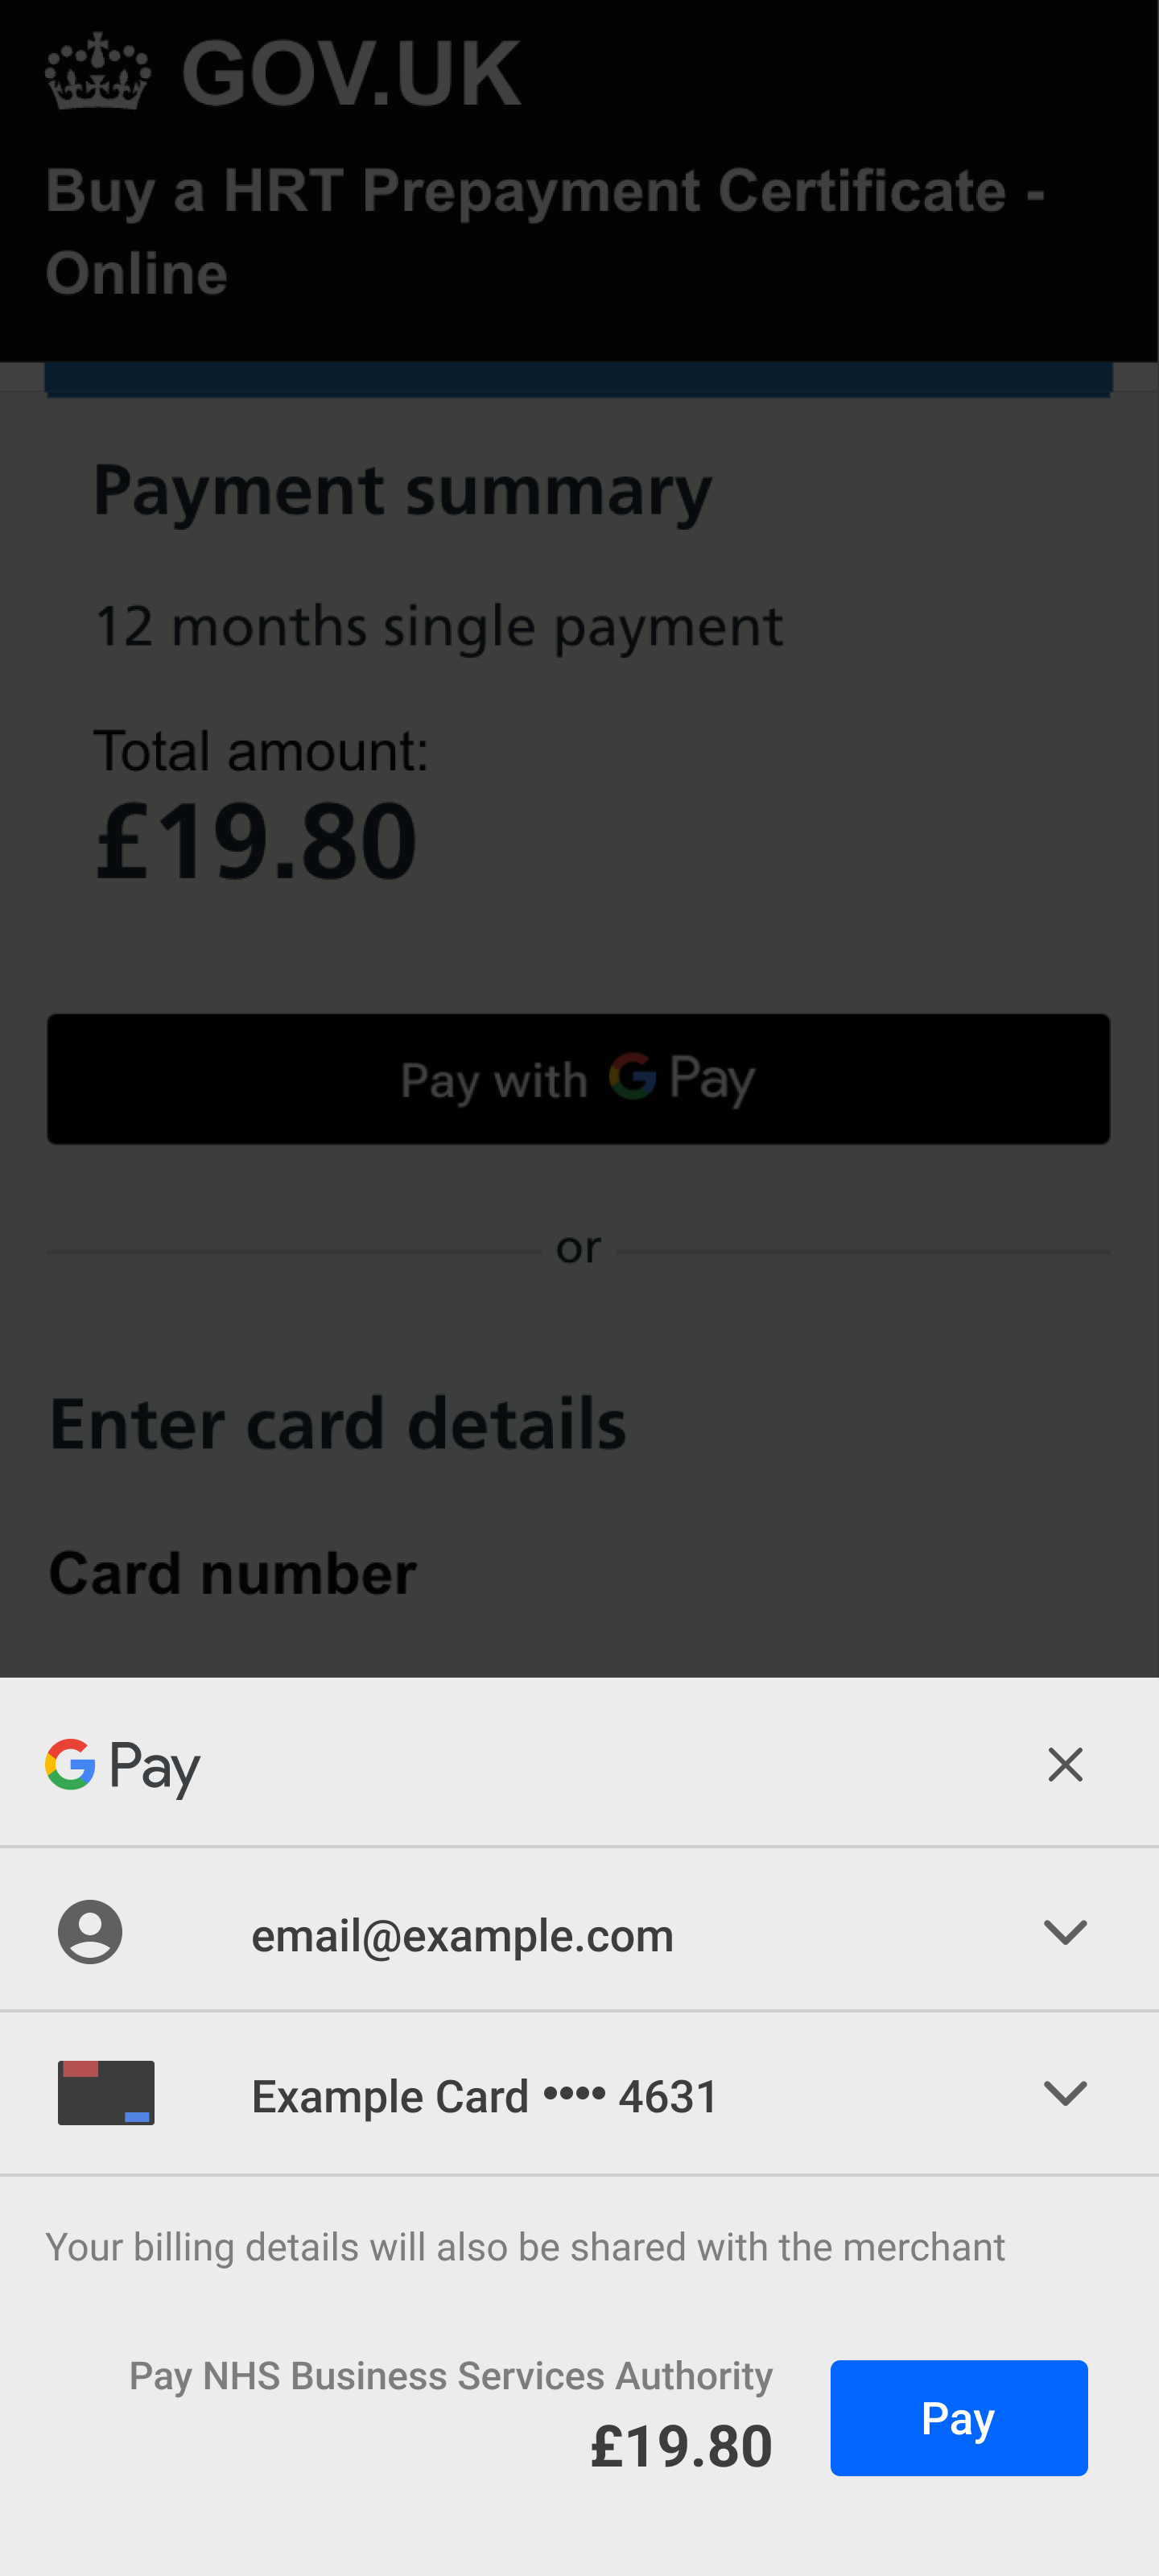 GOV.UK
Buy a HRT Prepayment Certificate -
Online
Payment summary
12 months single payment
Total amount:
£19.80
Pay with G Pay
or
Enter card details
Card number
G Pay
email@example.com
Example Card •••• 4631
Your billing details will also be shared with the merchant
Pay NHS Business Services Authority
£19.80
Pay